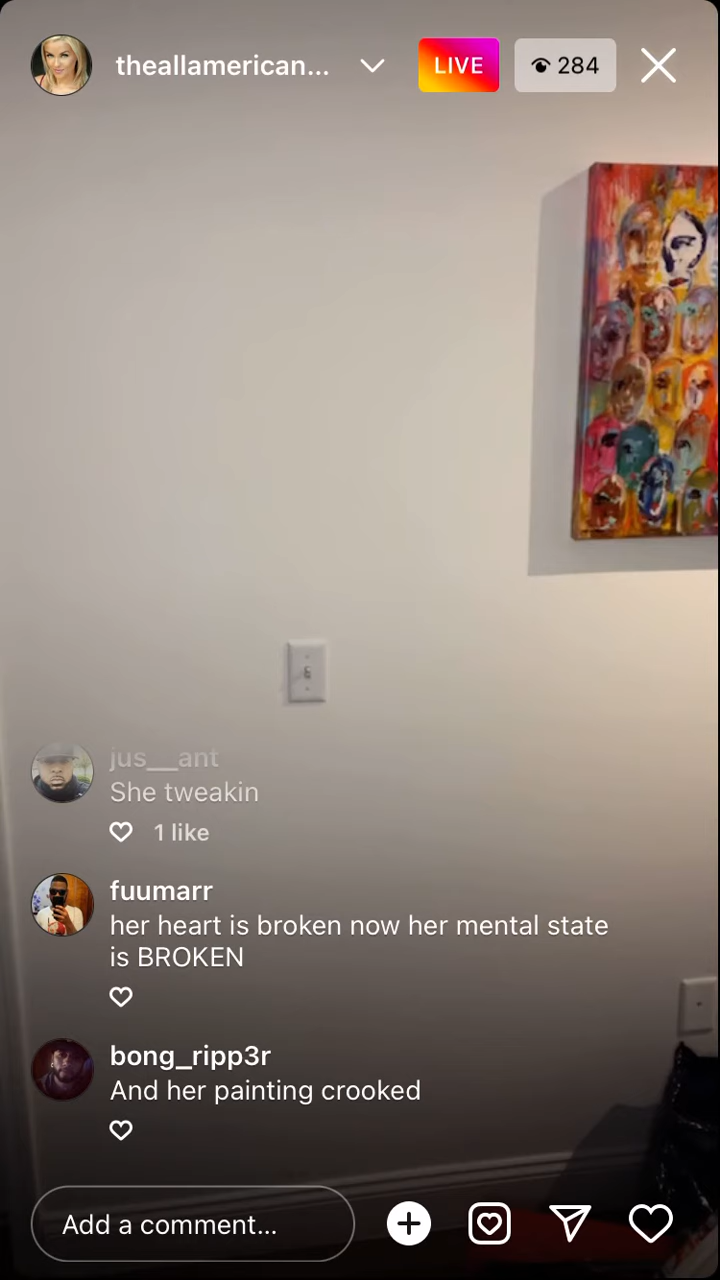 theallamerican...
LIVE
284
jus__ant
She tweakin
1 like
fuumarr
her heart is broken now her mental state
is BROKEN
bong_ripp3r
And her painting crooked
Add a comment...